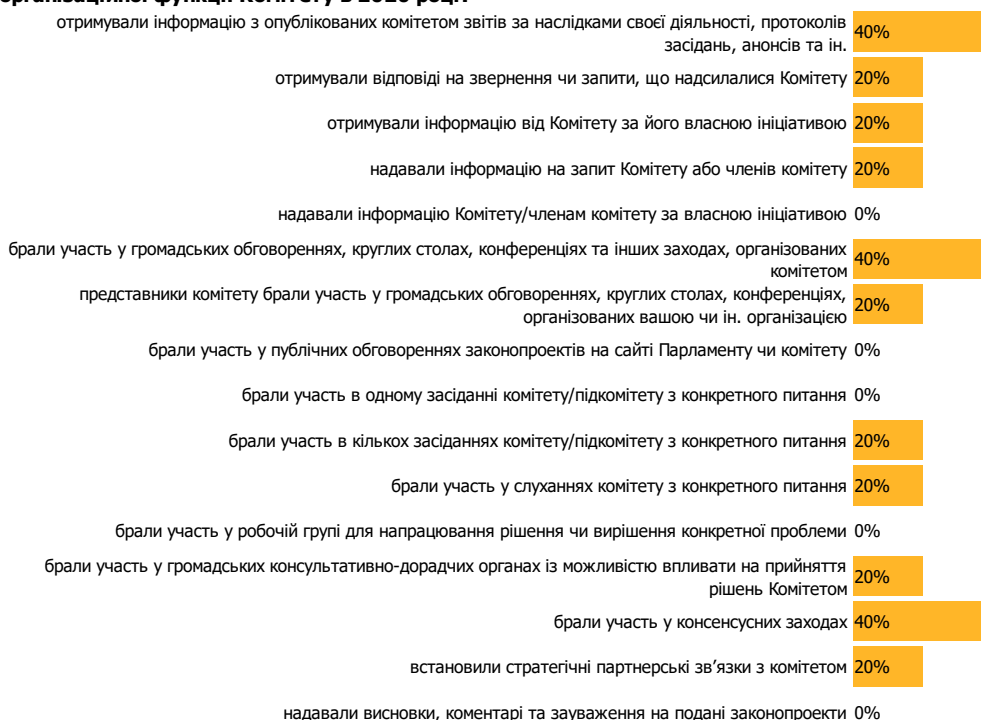 організаційної функції Комітету в 2020 році
отримували інформацію з опублікованих комітетом звітів за наслідками своєї діяльності, протоколів
засідань, анонсів та ін.
40%
отримували відповіді на звернення чи запити, що надсилалися Комітету 20%
отримували інформацію від Комітету за його власною ініціативою 20%
надавали інформацію на запит Комітету або членів комітету 20%
надавали інформацію Комітету/членам комітету за власною ініціативою 0%
брали участь у громадських обговореннях, круглих столах, конференціях та інших заходах, організованих
комітетом
40%
представники комітету брали участь у громадських обговореннях, круглих столах, конференціях,
організованих вашою чи ін. організацією
20%
брали участь у публічних обговореннях законопроектів на сайті Парламенту чи комітету 0%
брали участь в одному засіданні комітету/підкомітету з конкретного питання 0%
брали участь в кількох засіданнях комітету/підкомітету з конкретного питання 20%
брали участь у слуханнях комітету з конкретного питання 20%
брали участь у робочій групі для напрацювання рішення чи вирішення конкретної проблеми 0%
брали участь у громадських консультативно-дорадчих органах із можливістю впливати на прийняття
рішень Комітетом
20%
брали участь у консенсусних заходах 40%
встановили стратегічні партнерські зв’язки з комітетом 20%
надавали висновки, коментарі та зауваження на подані законопроекти 0%